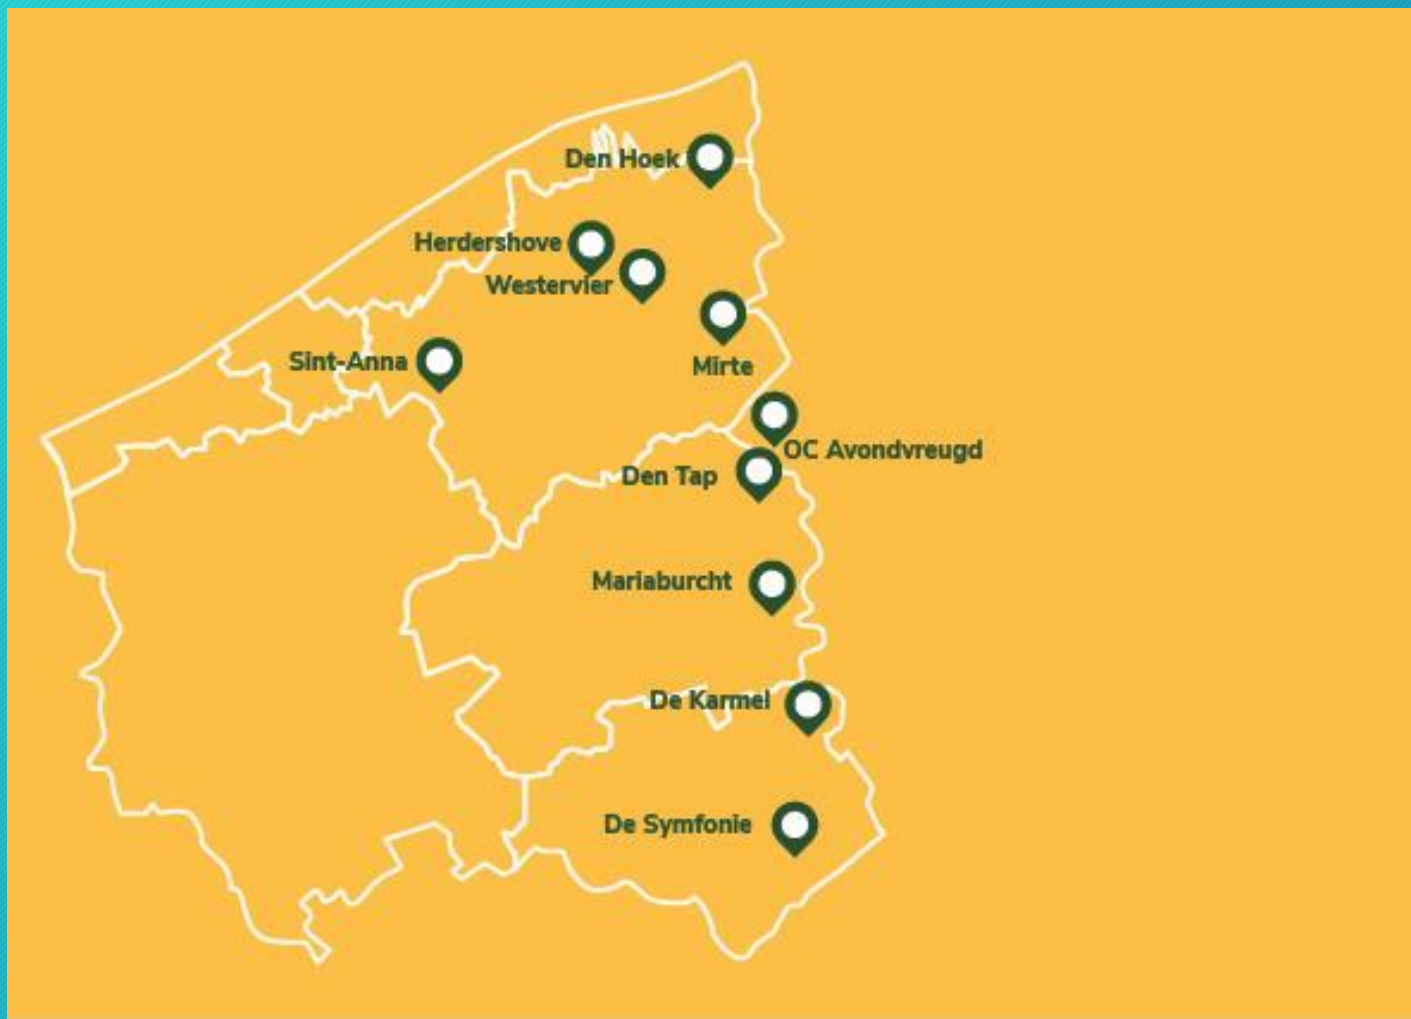 Den Hoek
Herdershove
Westervier
Mirte
Sint-Anna
OC Avondvreugd
Den Tap
Mariaburcht
De Karmel
De Symfonie